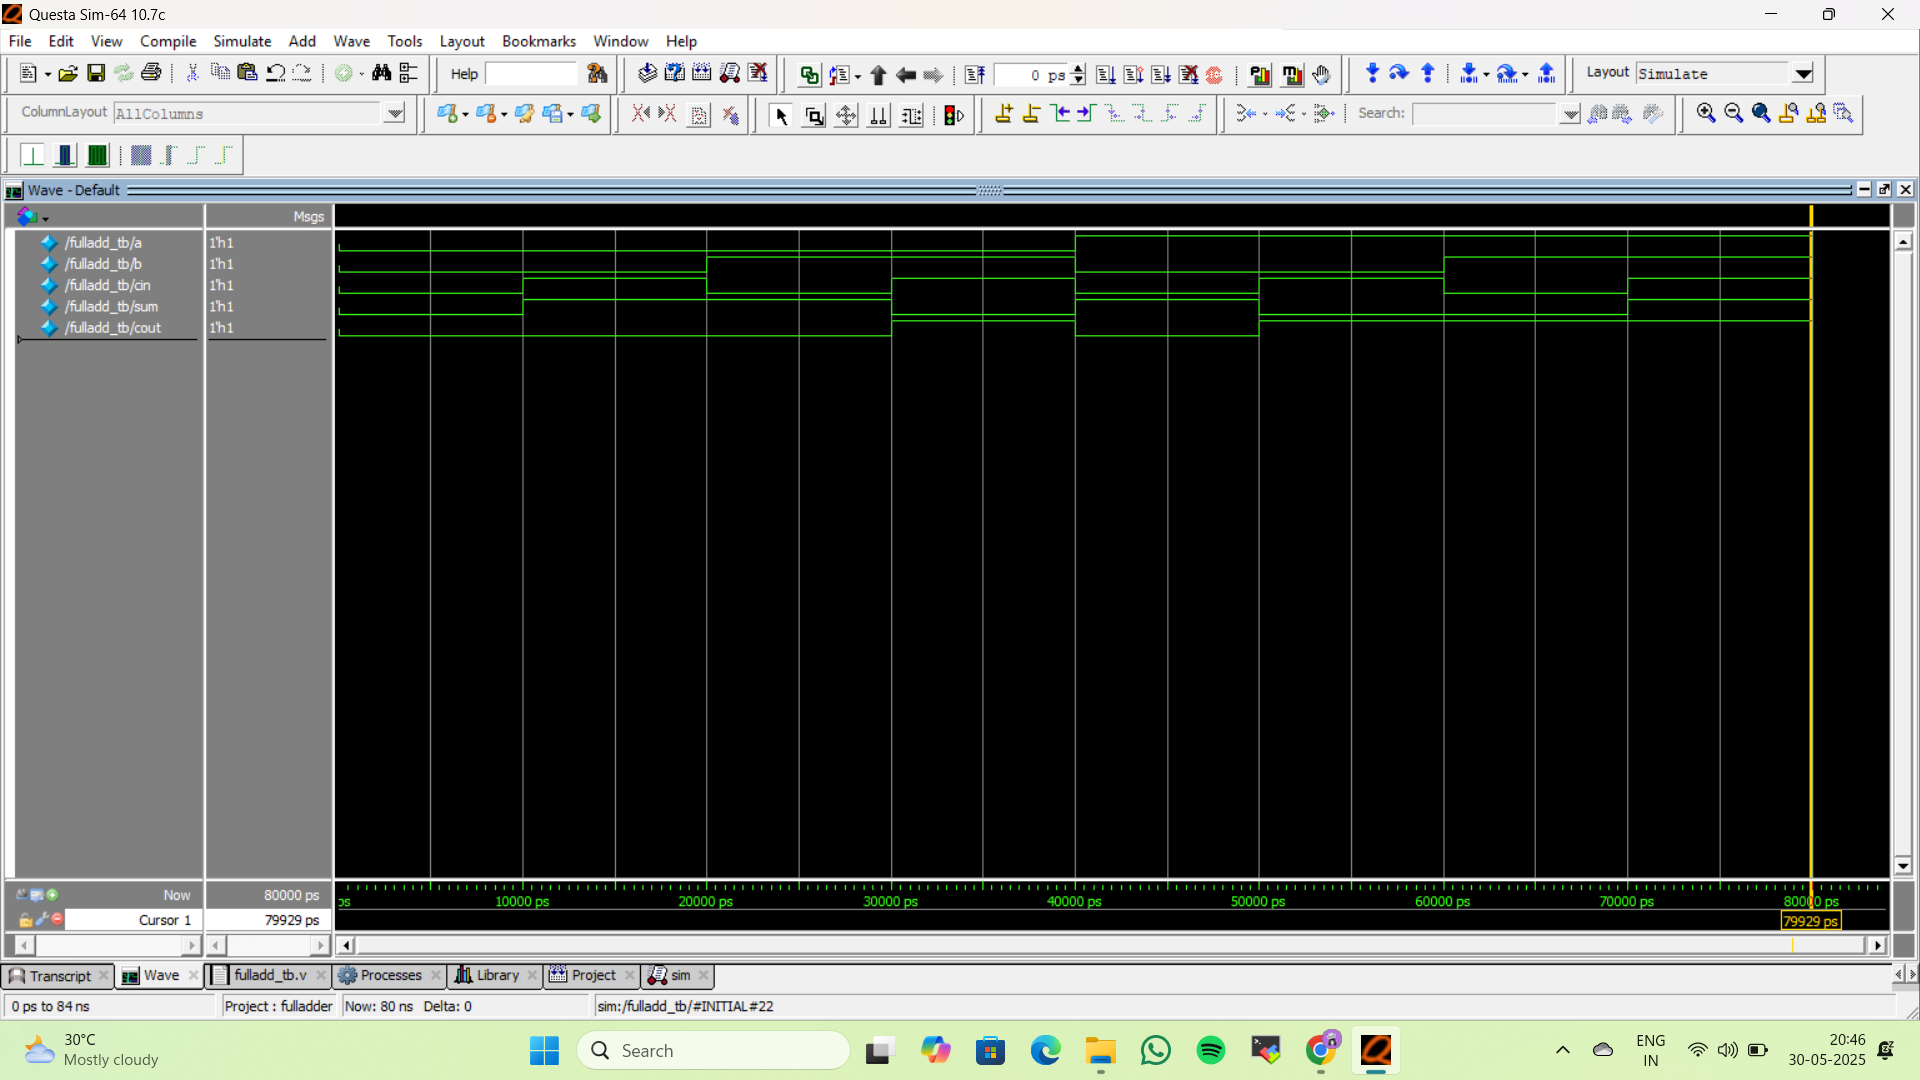 Questa Sim-64 10.7c
File Edit View Compile Simulate Add Wave Tools Layout Bookmarks Window Help
Help 0 ps Layout Simulate
ColumnLayout AllColumns Search:
Wave - Default
Msgs
/fulladd_tb/a 1'h1
/fulladd_tb/b 1'h1
/fulladd_tb/cin 1'h1
/fulladd_tb/sum 1'h1
/fulladd_tb/cout 1'h1
Now 80000 ps
ps 10000 ps 20000 ps 30000 ps 40000 ps 50000 ps 60000 ps 70000 ps 80000 ps
Cursor 1 79929 ps 79929 ps
Transcript Wave fulladd_tb.v Processes Library Project sim
0 ps to 84 ns Project : fulladder Now: 80 ns Delta: 0 sim:/fulladd_tb/#INITIAL#22
30°C
Mostly cloudy
Search
ENG
IN
20:46
30-05-2025